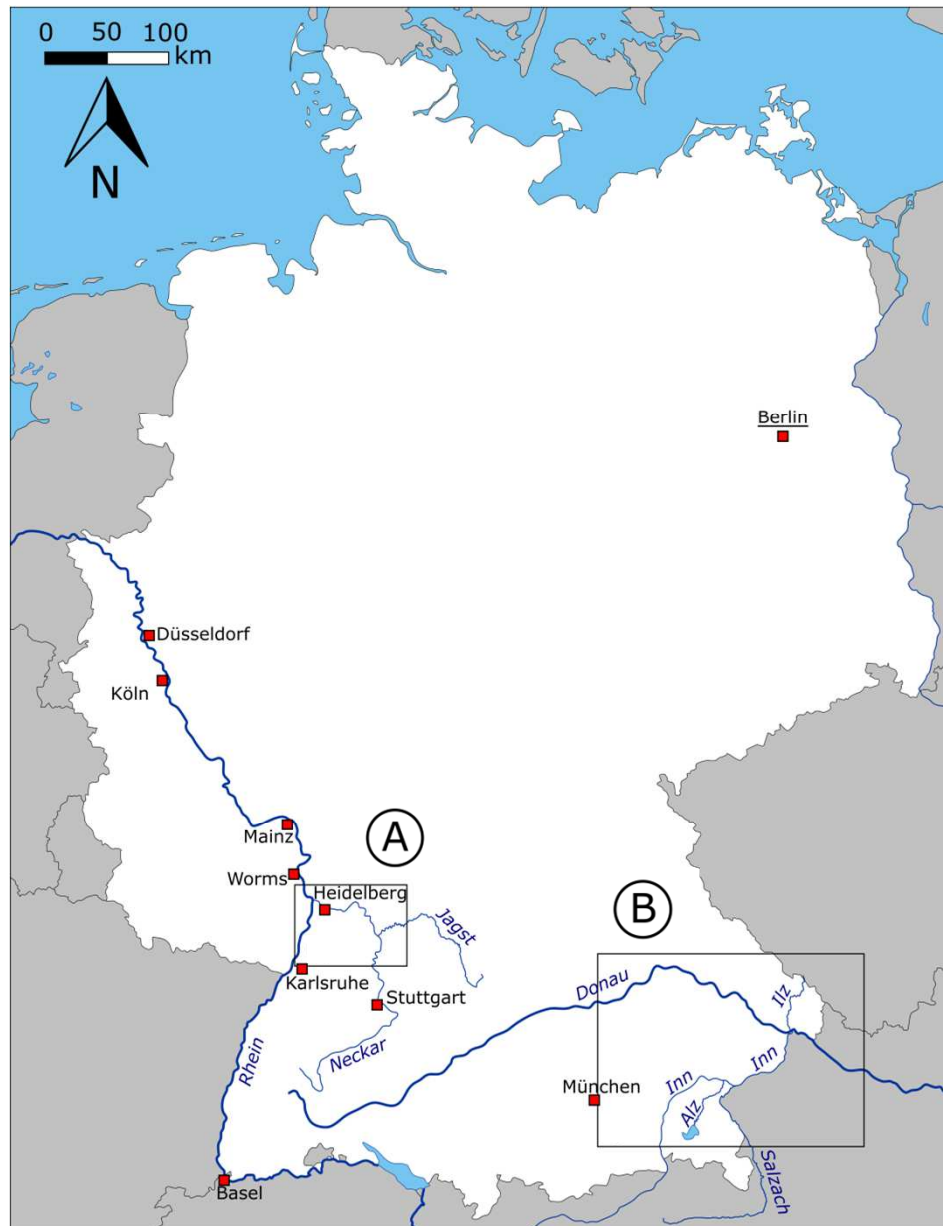 0 50 100
km
N
Berlin
Düsseldorf
Köln
Mainz
A
Worms
Heidelberg
B
Jagst
Karlsruhe
Donau
Ilz
Stuttgart
Rhein
Neckar
Inn
Inn
München
Alz
Salzach
Basel